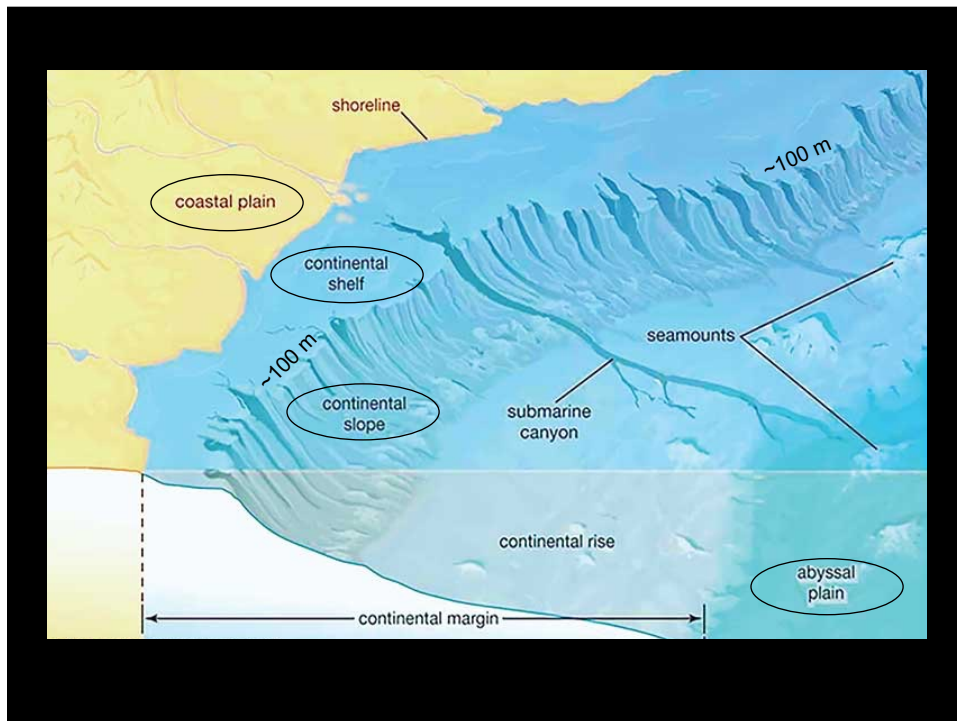 shoreline
~100 m
coastal plain
continental
shelf
seamounts
~100 m
continental
slope
submarine
canyon
continental rise
abyssal
plain
continental margin